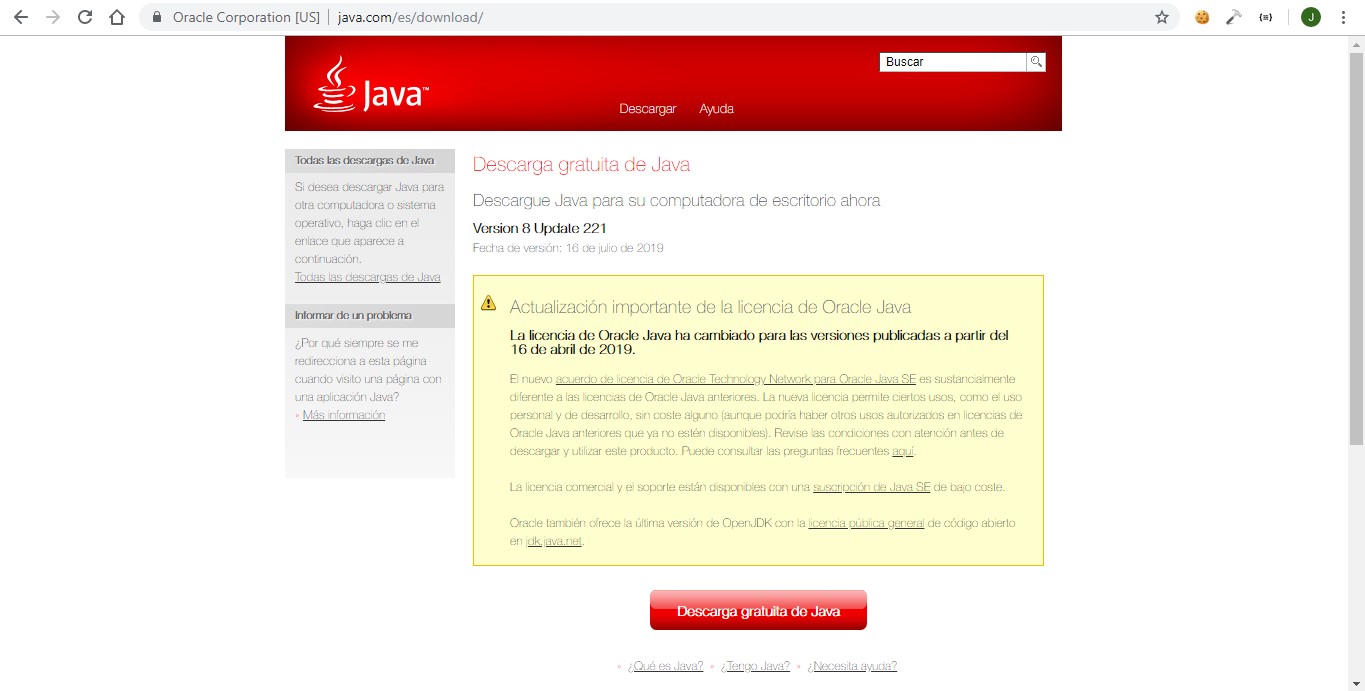 Oracle Corporation [US] | java.com/es/download/
J
Java™
Buscar
Descargar Ayuda
Todas las descargas de Java
Si desea descargar Java para
otra computadora o sistema
operativo, haga clic en el
enlace que aparece a
continuación.
Todas las descargas de Java
Informar de un problema
¿Por qué siempre se me
redirecciona a esta página
cuando visito una página con
una aplicación Java?
» Más información
Descarga gratuita de Java
Descargue Java para su computadora de escritorio ahora
Version 8 Update 221
Fecha de versión: 16 de julio de 2019
Actualización importante de la licencia de Oracle Java
La licencia de Oracle Java ha cambiado para las versiones publicadas a partir del
16 de abril de 2019.
El nuevo acuerdo de licencia de Oracle Technology Network para Oracle Java SE es sustancialmente
diferente a las licencias de Oracle Java anteriores. La nueva licencia permite ciertos usos, como el uso
personal y de desarrollo, sin coste alguno (aunque podría haber otros usos autorizados en licencias de
Oracle Java anteriores que ya no estén disponibles). Revise las condiciones con atención antes de
descargar y utilizar este producto. Puede consultar las preguntas frecuentes aquí.
La licencia comercial y el soporte están disponibles con una suscripción de Java SE de bajo coste.
Oracle también ofrece la última versión de OpenJDK con la licencia pública general de código abierto
en jdk.java.net.
Descarga gratuita de Java
» ¿Qué es Java? » ¿Tengo Java? » ¿Necesita ayuda?